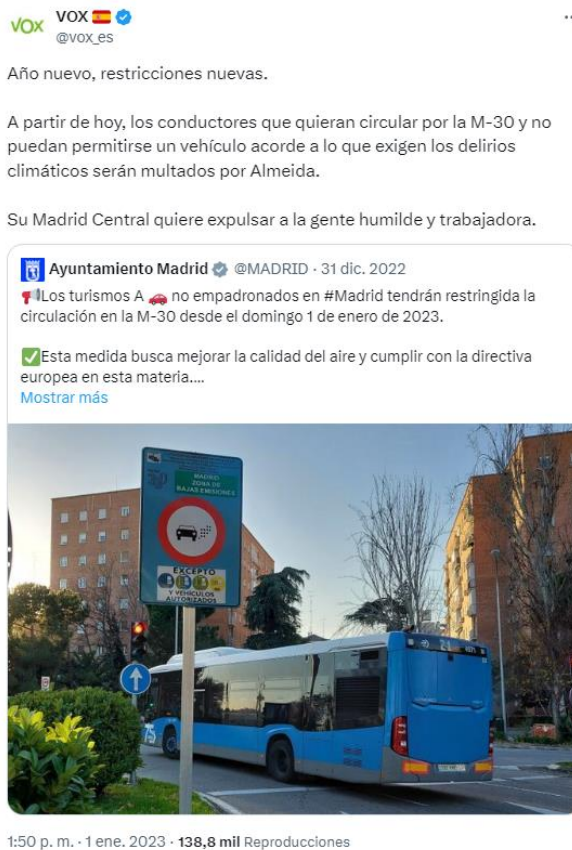 VOX
VOX 🇪🇸
@vox_es
Año nuevo, restricciones nuevas.
A partir de hoy, los conductores que quieran circular por la M-30 y no
puedan permitirse un vehículo acorde a lo que exigen los delirios
climáticos serán multados por Almeida.
Su Madrid Central quiere expulsar a la gente humilde y trabajadora.
Ayuntamiento Madrid @MADRID · 31 dic. 2022
📢Los turismos A 🚗 no empadronados en #Madrid tendrán restringida la
circulación en la M-30 desde el domingo 1 de enero de 2023.
✅Esta medida busca mejorar la calidad del aire y cumplir con la directiva
europea en esta materia....
Mostrar más
MADRID
ZONA DE
BAJAS EMISIONES
EXCEPTO
Y VEHICULOS
AUTORIZADOS
1:50 p. m. · 1 ene. 2023 · 138,8 mil Reproducciones